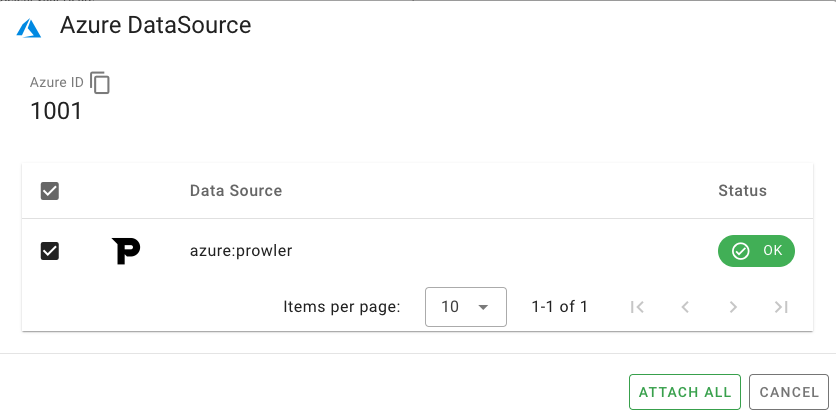 Azure DataSource
Azure ID
1001
Data Source Status
azure:prowler OK
Items per page: 10 1-1 of 1
ATTACH ALL CANCEL